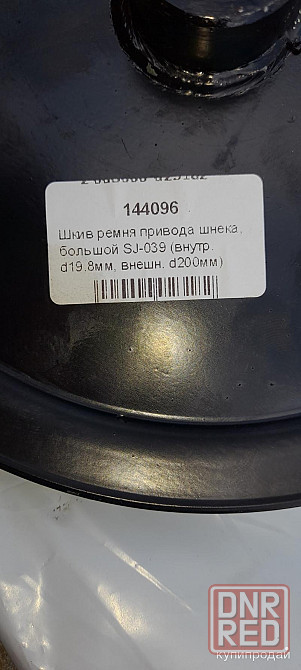 144096
Шкив ремня привода шнека,
большой SJ-039 (внутр.
d19.8мм, внешн. d200мм)
DNR
RED
купипродай